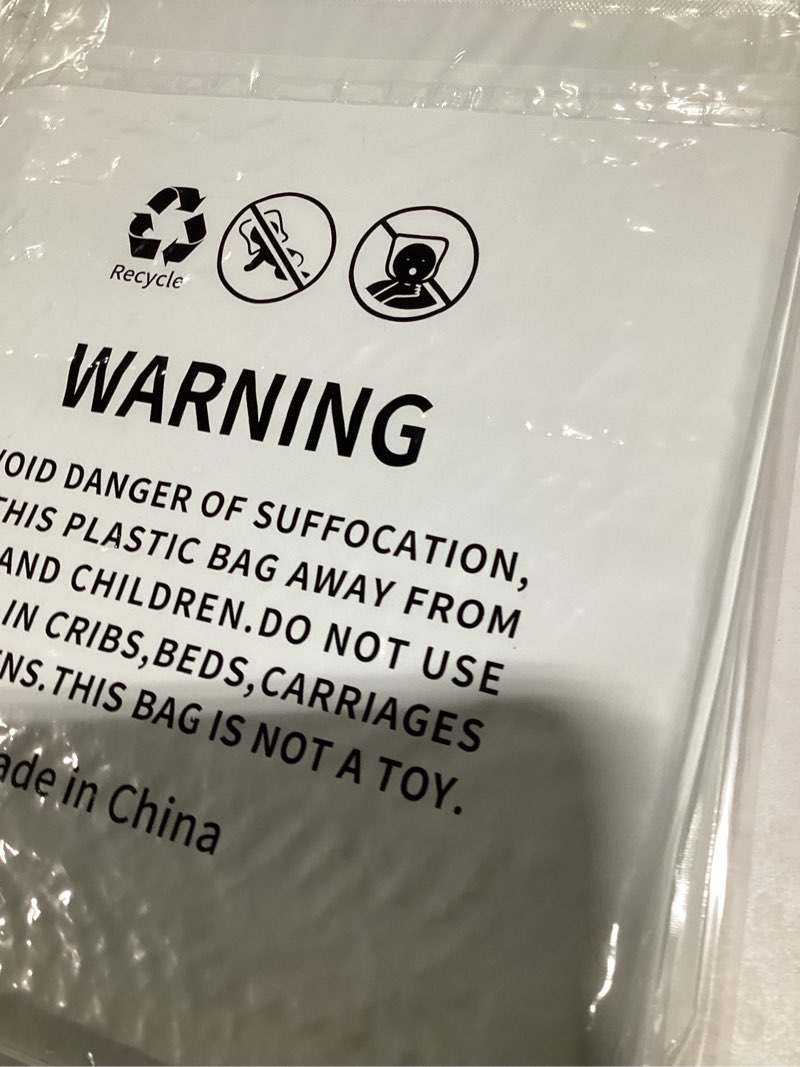 Recycle
WARNING
VOID DANGER OF SUFFOCATION,
THIS PLASTIC BAG AWAY FROM
AND CHILDREN.DO NOT USE
IN CRIBS,BEDS,CARRIAGES
NS.THIS BAG IS NOT A TOY.
ade in China